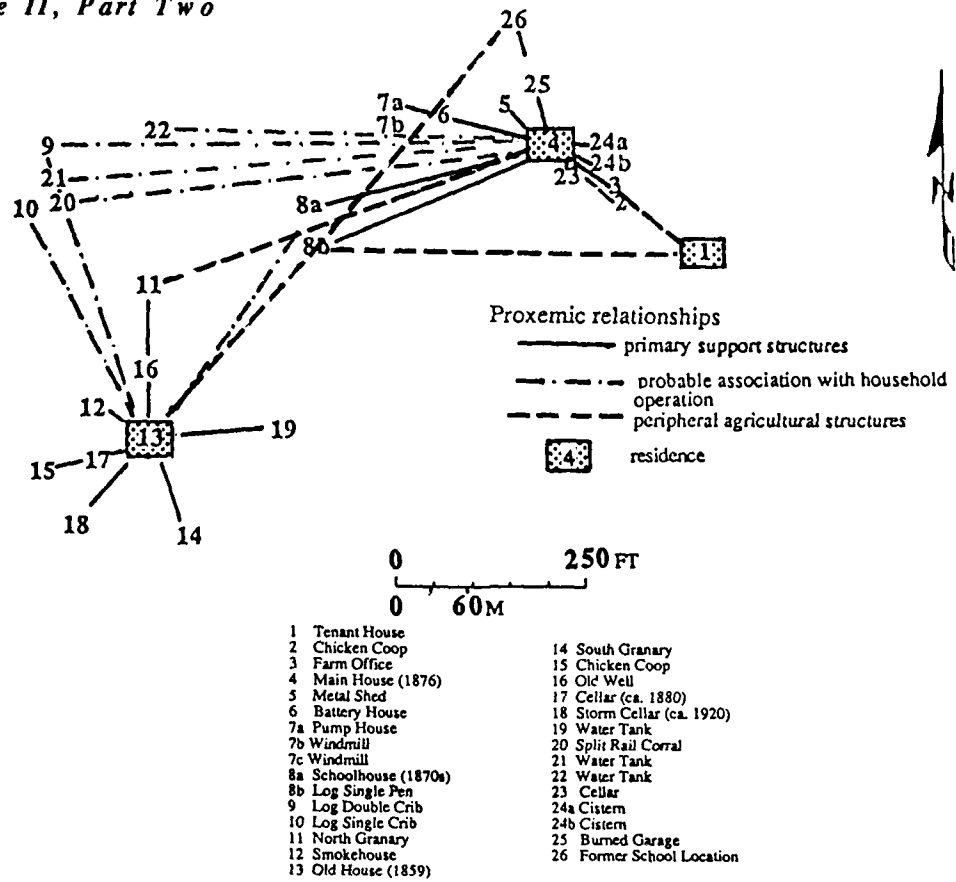 e II, Part Two
26
25
7a
5
6
7b
22
4
24a
9
24b
23
3
21
2
20
8a
10
8b
1
11
N
Proxemic relationships
primary support structures
probable association with household
operation
peripheral agricultural structures
4 residence
16
12
13
19
15
17
18
14
0 250 FT
0 60 M
1 Tenant House
2 Chicken Coop
3 Farm Office
4 Main House (1876)
5 Metal Shed
6 Battery House
7a Pump House
7b Windmill
7c Windmill
8a Schoolhouse (1870s)
8b Log Single Pen
9 Log Double Crib
10 Log Single Crib
11 North Granary
12 Smokehouse
13 Old House (1859)
14 South Granary
15 Chicken Coop
16 Old Well
17 Cellar (ca. 1880)
18 Storm Cellar (ca. 1920)
19 Water Tank
20 Split Rail Corral
21 Water Tank
22 Water Tank
23 Cellar
24a Cistern
24b Cistern
25 Burned Garage
26 Former School Location